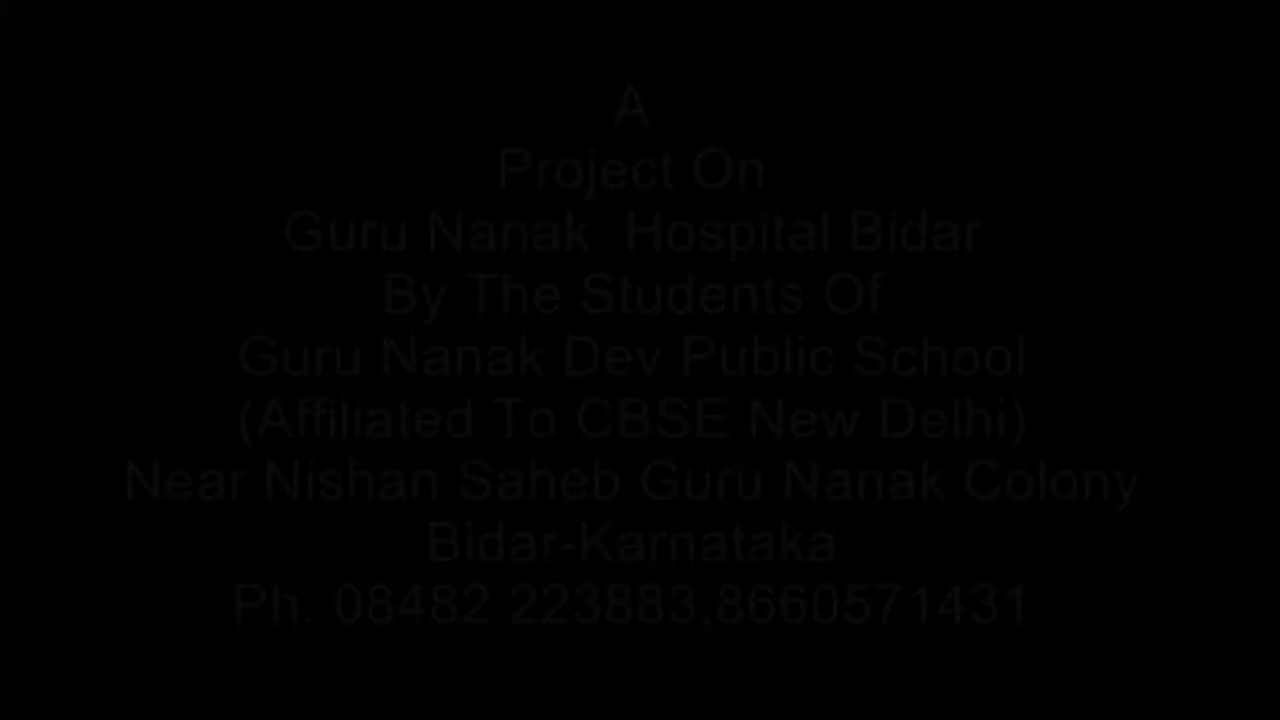 A
Project On
Guru Nanak Hospital Bidar
By The Students Of
Guru Nanak Dev Public School
(Affiliated To CBSE New Delhi)
Near Nishan Saheb Guru Nanak Colony
Bidar-Karnataka
Ph. 08482 223883,8660571431